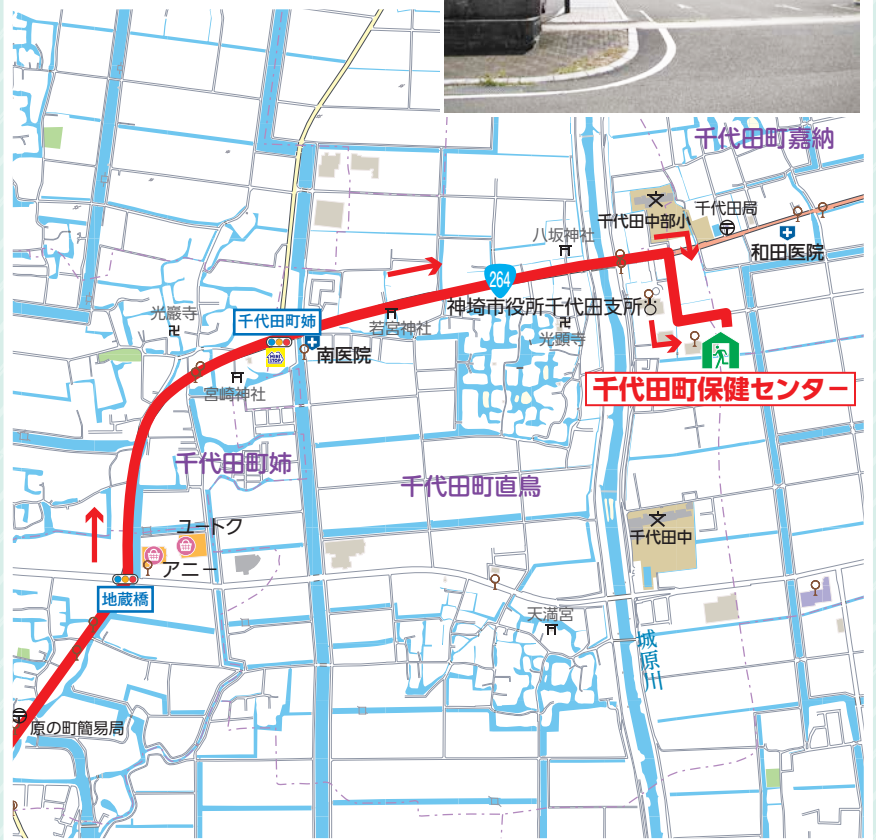 千代田町嘉納
千代田中部小
千代田局
八坂神社
和田医院
264
神埼市役所千代田支所
光巖寺
千代田町姉
若宮神社
光顕寺
MINI STOP
南医院
宮崎神社
千代田町保健センター
千代田町姉
千代田町直鳥
ユートク
アニー
千代田中
地蔵橋
天満宮
城原川
原の町簡易局